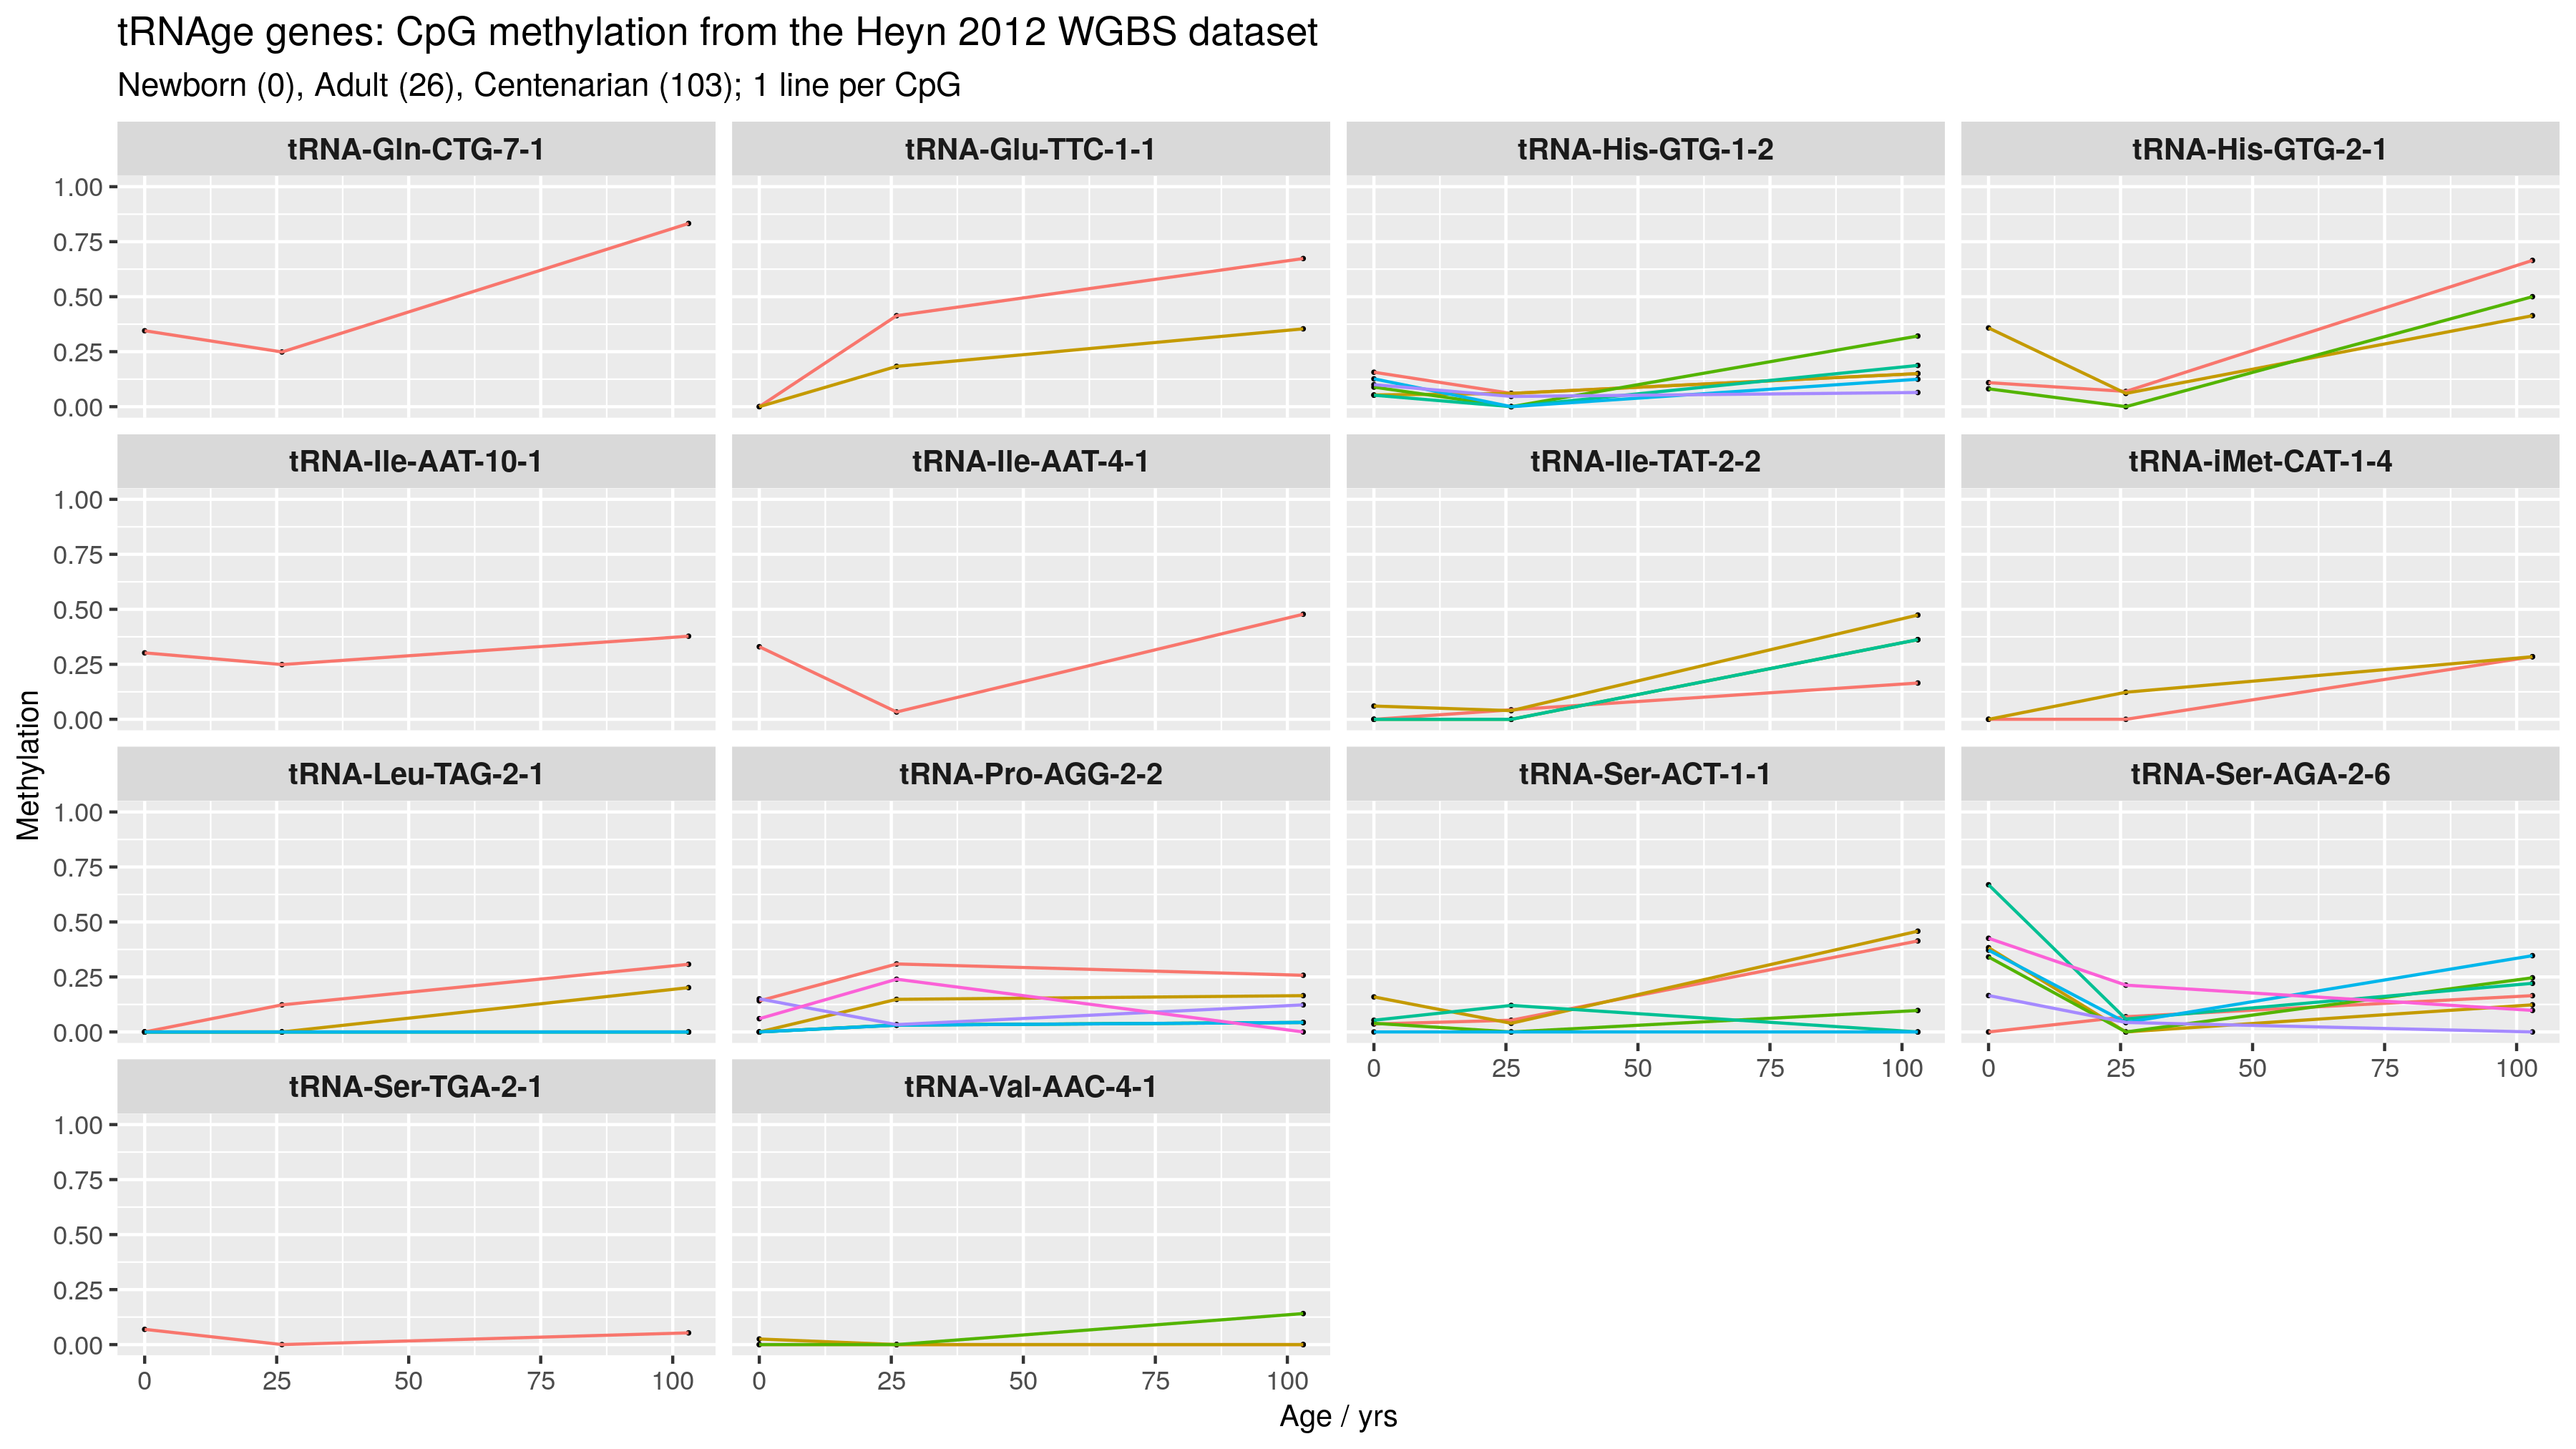 tRNAge genes: CpG methylation from the Heyn 2012 WGBS dataset
Newborn (0), Adult (26), Centenarian (103); 1 line per CpG
tRNA-Gln-CTG-7-1 tRNA-Glu-TTC-1-1 tRNA-His-GTG-1-2 tRNA-His-GTG-2-1
1.00
0.75
0.50
0.25
0.00
tRNA-Ile-AAT-10-1 tRNA-Ile-AAT-4-1 tRNA-Ile-TAT-2-2 tRNA-iMet-CAT-1-4
1.00
0.75
0.50
0.25
0.00
Methylation
tRNA-Leu-TAG-2-1 tRNA-Pro-AGG-2-2 tRNA-Ser-ACT-1-1 tRNA-Ser-AGA-2-6
1.00
0.75
0.50
0.25
0.00
0 25 50 75 100 0 25 50 75 100
tRNA-Ser-TGA-2-1 tRNA-Val-AAC-4-1
1.00
0.75
0.50
0.25
0.00
0 25 50 75 100 0 25 50 75 100
Age / yrs